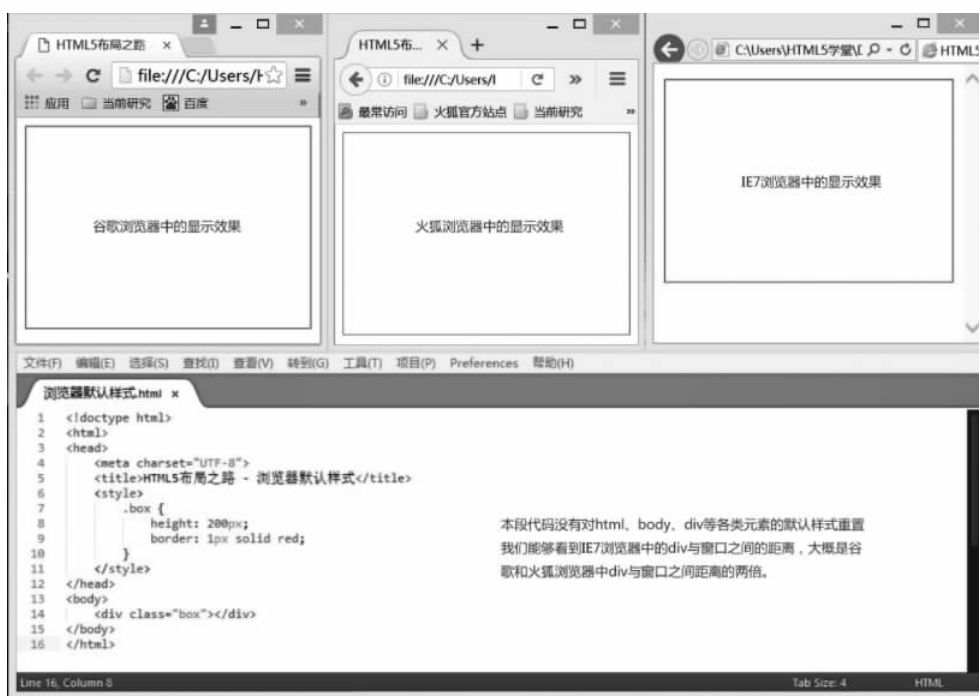 HTML5布局之路 ×
file:///C:/Users/H
应用 当前研究 百度 »
谷歌浏览器中的显示效果
HTML5布... × +
file:///C:/Users/l
最常访问 火狐官方站点 当前研究 »
火狐浏览器中的显示效果
C:\Users\HTML5学堂\D
HTML5
IE7浏览器中的显示效果
文件(F) 编辑(E) 选择(S) 查找(I) 查看(V) 转到(G) 工具(T) 项目(P) Preferences 帮助(H)
浏览器默认样式.html ×
1 <!doctype html>
2 <html>
3 <head>
4 <meta charset="UTF-8">
5 <title>HTML5布局之路 - 浏览器默认样式</title>
6 <style>
7 .box {
8 height: 200px;
9 border: 1px solid red;
10 }
11 </style>
12 </head>
13 <body>
14 <div class="box"></div>
15 </body>
16 </html>
本段代码没有对html、body、div等各类元素的默认样式重置
我们能够看到IE7浏览器中的div与窗口之间的距离，大概是谷
歌和火狐浏览器中div与窗口之间距离的两倍。
Line 16, Column 8
Tab Size: 4
HTML